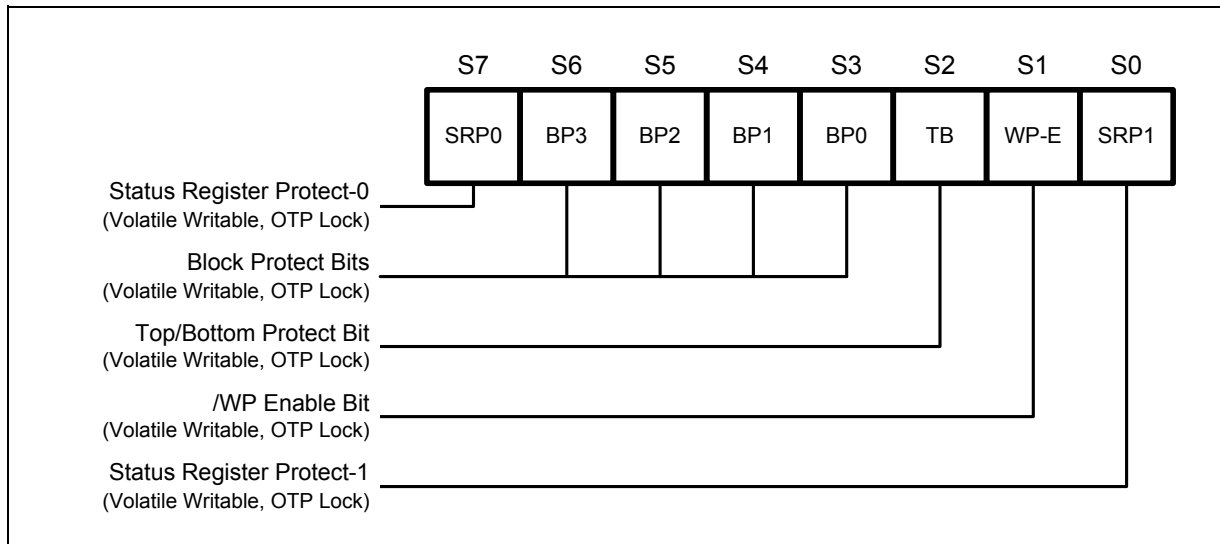 S7 S6 S5 S4 S3 S2 S1 S0
SRP0 BP3 BP2 BP1 BP0 TB WP-E SRP1
Status Register Protect-0
(Volatile Writable, OTP Lock)
Block Protect Bits
(Volatile Writable, OTP Lock)
Top/Bottom Protect Bit
(Volatile Writable, OTP Lock)
/WP Enable Bit
(Volatile Writable, OTP Lock)
Status Register Protect-1
(Volatile Writable, OTP Lock)